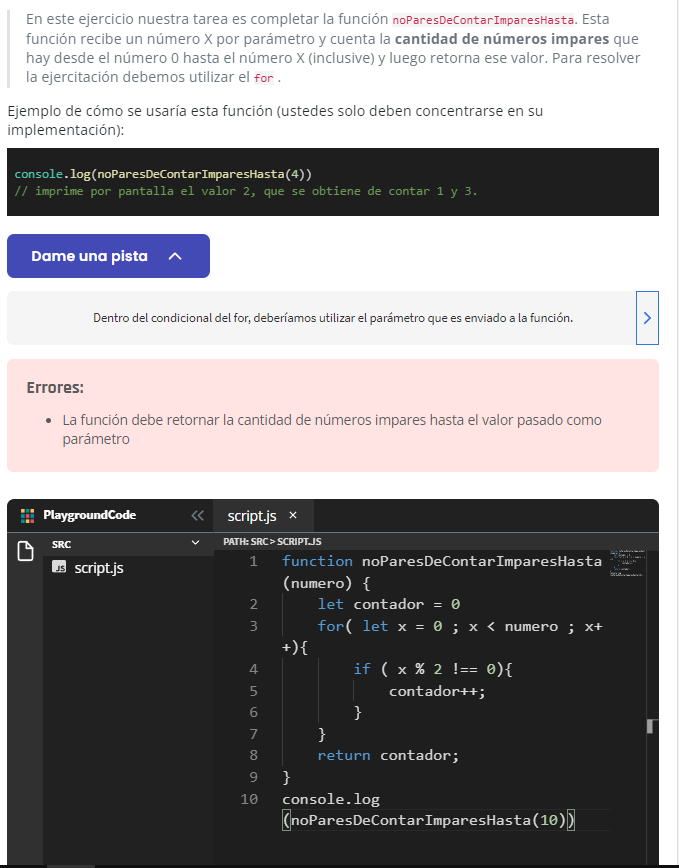 En este ejercicio nuestra tarea es completar la función noParesDeContarImparesHasta. Esta
función recibe un número X por parámetro y cuenta la cantidad de números impares que
hay desde el número 0 hasta el número X (inclusive) y luego retorna ese valor. Para resolver
la ejercitación debemos utilizar el for .
Ejemplo de cómo se usaría esta función (ustedes solo deben concentrarse en su
implementación):
console.log(noParesDeContarImparesHasta(4))
// imprime por pantalla el valor 2, que se obtiene de contar 1 y 3.
Dame una pista
Dentro del condicional del for, deberíamos utilizar el parámetro que es enviado a la función.
Errores:
• La función debe retornar la cantidad de números impares hasta el valor pasado como
parámetro
PlaygroundCode
script.js ×
SRC
PATH: SRC > SCRIPT.JS
JS script.js
1 function noParesDeContarImparesHasta
(numero) {
2 let contador = 0
3 for( let x = 0 ; x < numero ; x+
+){
4 if ( x % 2 !== 0){
5 contador++;
6 }
7 }
8 return contador;
9 }
10 console.log
(noParesDeContarImparesHasta(10))